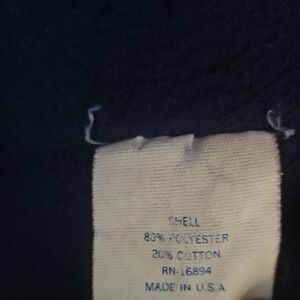 SHELL
80% POLYESTER
20% COTTON
RN-16894
MADE IN U.S.A